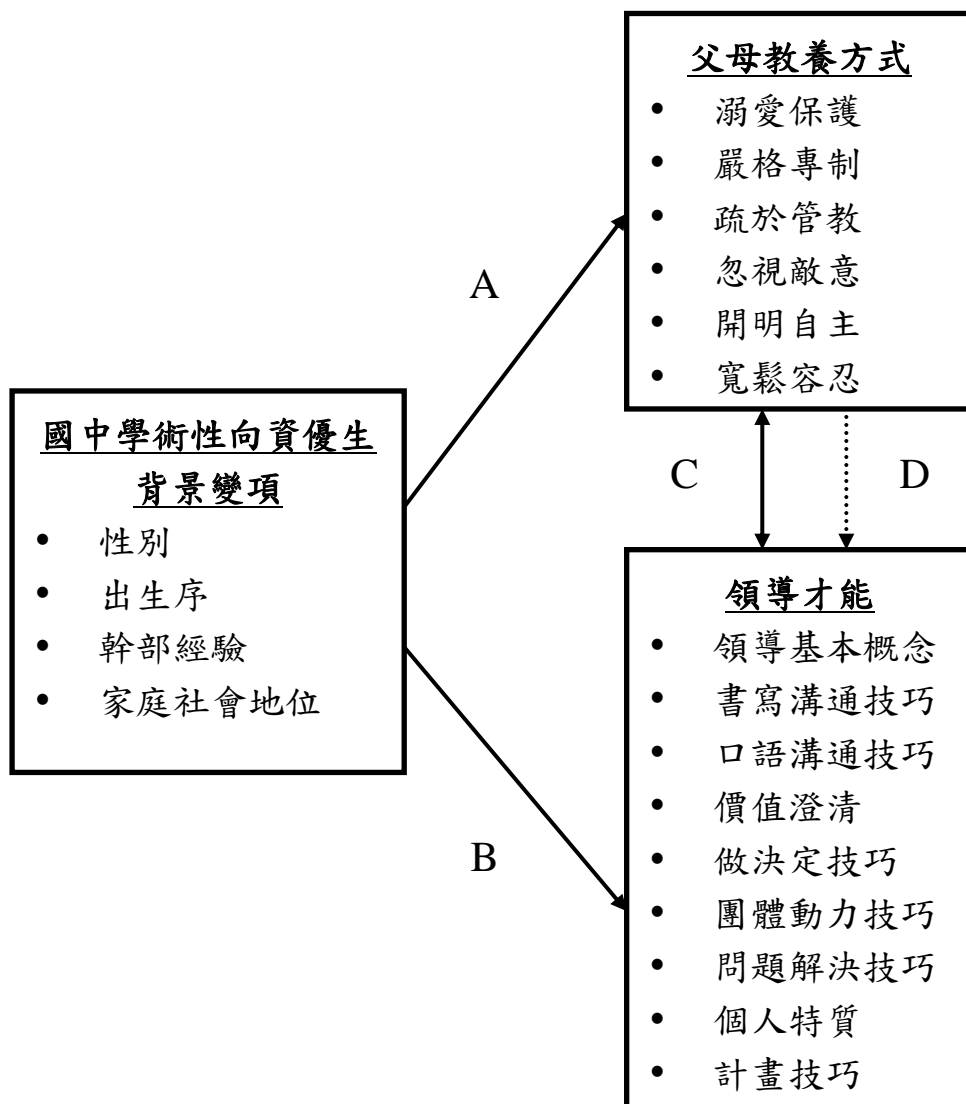 父母教養方式
• 溺愛保護
• 嚴格專制
• 疏於管教
• 忽視敵意
• 開明自主
• 寬鬆容忍
A
國中學術性向資優生
背景變項
• 性別
• 出生序
• 幹部經驗
• 家庭社會地位
C
D
B
領導才能
• 領導基本概念
• 書寫溝通技巧
• 口語溝通技巧
• 價值澄清
• 做決定技巧
• 團體動力技巧
• 問題解決技巧
• 個人特質
• 計畫技巧